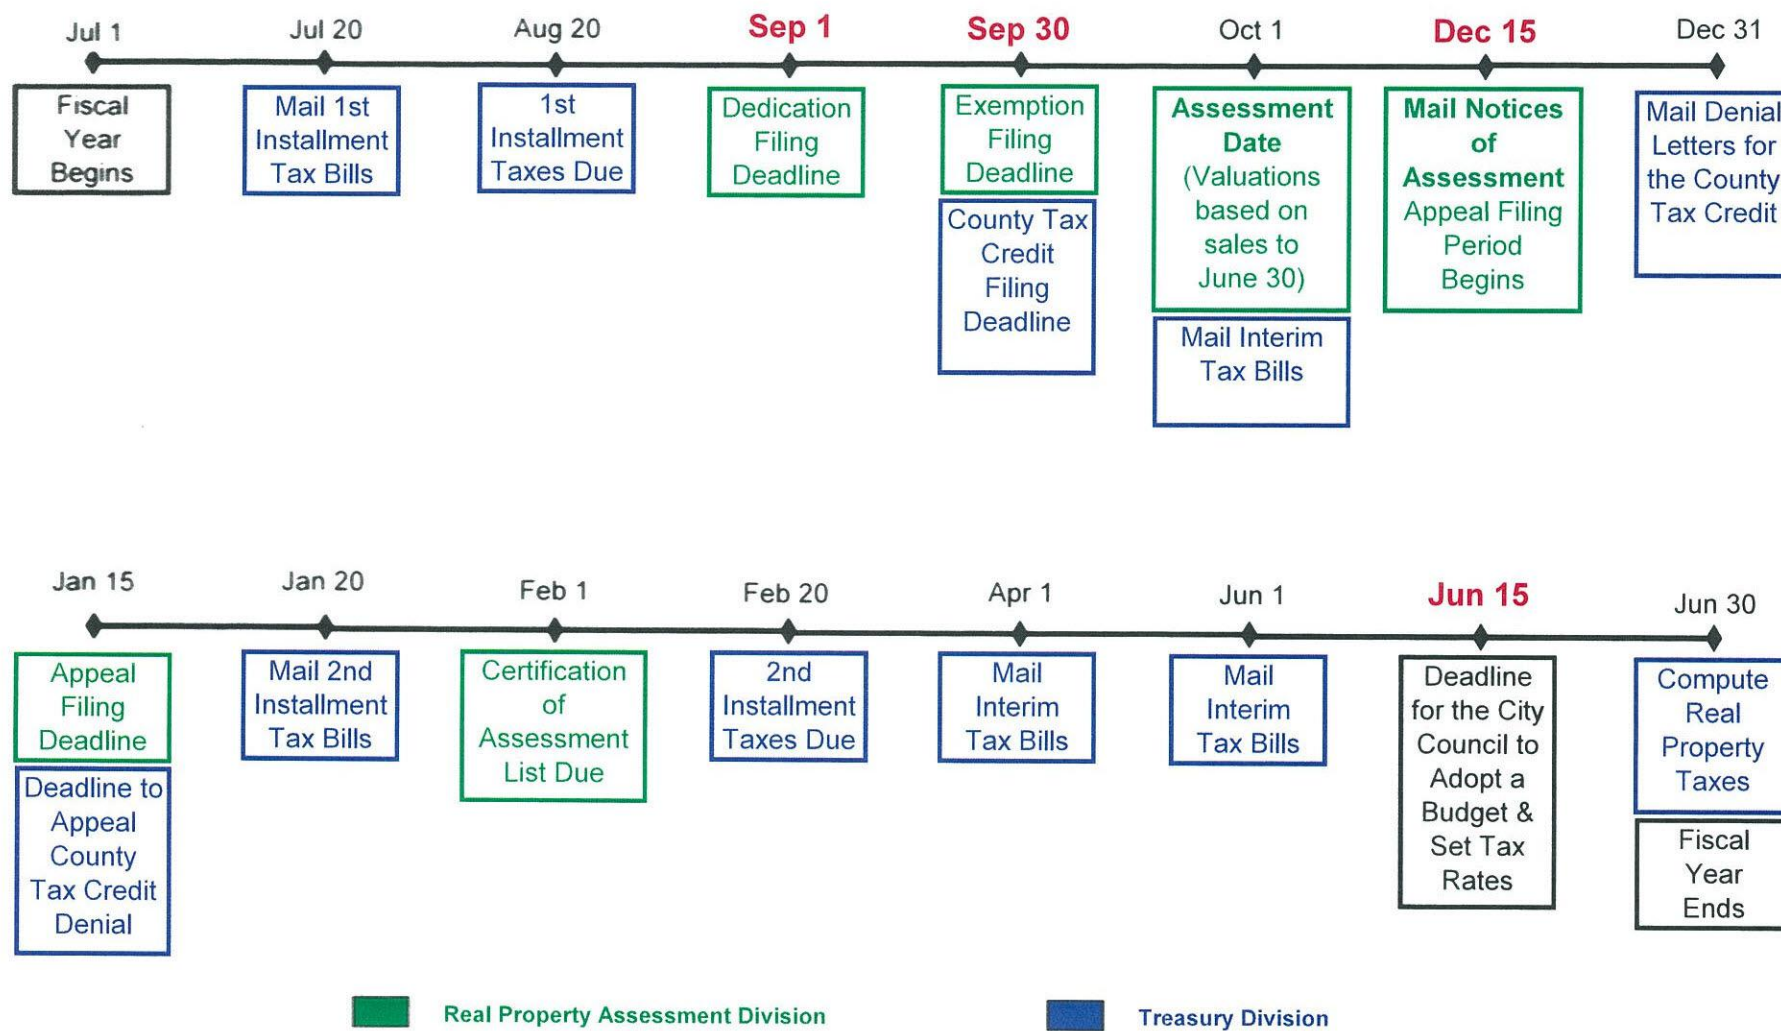 Jul 1
Fiscal
Year
Begins
Jul 20
Mail 1st
Installment
Tax Bills
Aug 20
1st
Installment
Taxes Due
Sep 1
Dedication
Filing
Deadline
Sep 30
Exemption
Filing
Deadline
County Tax
Credit
Filing
Deadline
Oct 1
Assessment
Date
(Valuations
based on
sales to
June 30)
Mail Interim
Tax Bills
Dec 15
Mail Notices
of
Assessment
Appeal Filing
Period
Begins
Dec 31
Mail Denial
Letters for
the County
Tax Credit
Jan 15
Appeal
Filing
Deadline
Deadline to
Appeal
County
Tax Credit
Denial
Jan 20
Mail 2nd
Installment
Tax Bills
Feb 1
Certification
of
Assessment
List Due
Feb 20
2nd
Installment
Taxes Due
Apr 1
Mail
Interim
Tax Bills
Jun 1
Mail
Interim
Tax Bills
Jun 15
Deadline
for the City
Council to
Adopt a
Budget &
Set Tax
Rates
Jun 30
Compute
Real
Property
Taxes
Fiscal
Year
Ends
Real Property Assessment Division
Treasury Division